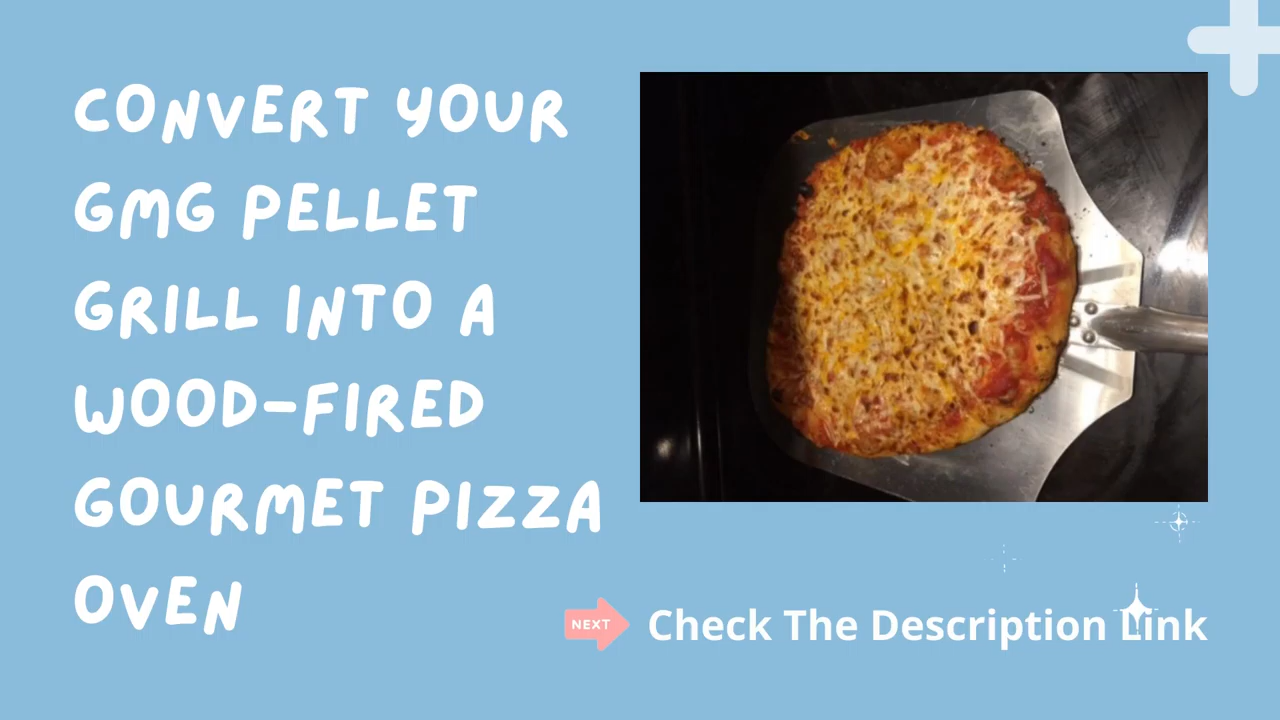 CONVERT YOUR
GMG PELLET
GRILL INTO A
WOOD-FIRED
GOURMET PIZZA
OVEN
NEXT
Check The Description Link